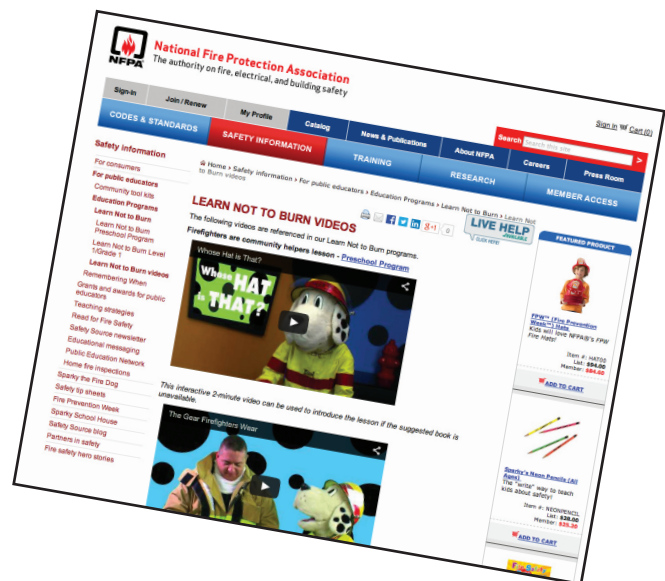 NFPA®
National Fire Protection Association
The authority on fire, electrical, and building safety
Sign In Cart (0)
Sign-In Join / Renew My Profile Catalog News & Publications About NFPA Careers Press Room
Search Search this site >
CODES & STANDARDS SAFETY INFORMATION TRAINING RESEARCH MEMBER ACCESS
Safety information
For consumers
For public educators
Community tool kits
Education Programs
Learn Not to Burn
Learn Not to Burn
Preschool Program
Learn Not to Burn Level
1/Grade 1
Learn Not to Burn videos
Remembering When
Grants and awards for public
educators
Teaching strategies
Read for Fire Safety
Safety Source newsletter
Educational messaging
Public Education Network
Home fire inspections
Sparky the Fire Dog
Safety tip sheets
Fire Prevention Week
Sparky School House
Safety Source blog
Partners in safety
Fire safety hero stories
Home › Safety information › For public educators › Education Programs › Learn Not to Burn › Learn Not
to Burn videos
LEARN NOT TO BURN VIDEOS
g+1 0
LIVE HELP
AVAILABLE
CLICK HERE!
The following videos are referenced in our Learn Not to Burn programs.
Firefighters are community helpers lesson - Preschool Program
Whose Hat Is That?
Whose
HAT
is
THAT?
This interactive 2-minute video can be used to introduce the lesson if the suggested book is
unavailable.
The Gear Firefighters Wear
FEATURED PRODUCT
FPW™ (Fire Prevention
Week™) Hats
Kids will love NFPA®'s FPW
Fire Hats!
Item #: HAT05
List: $94.00
Member: $84.60
ADD TO CART
Sparky's Neon Pencils (All
Ages)
The "write" way to teach
kids about safety!
Item #: NEONPENCIL
List: $28.00
Member: $25.20
ADD TO CART